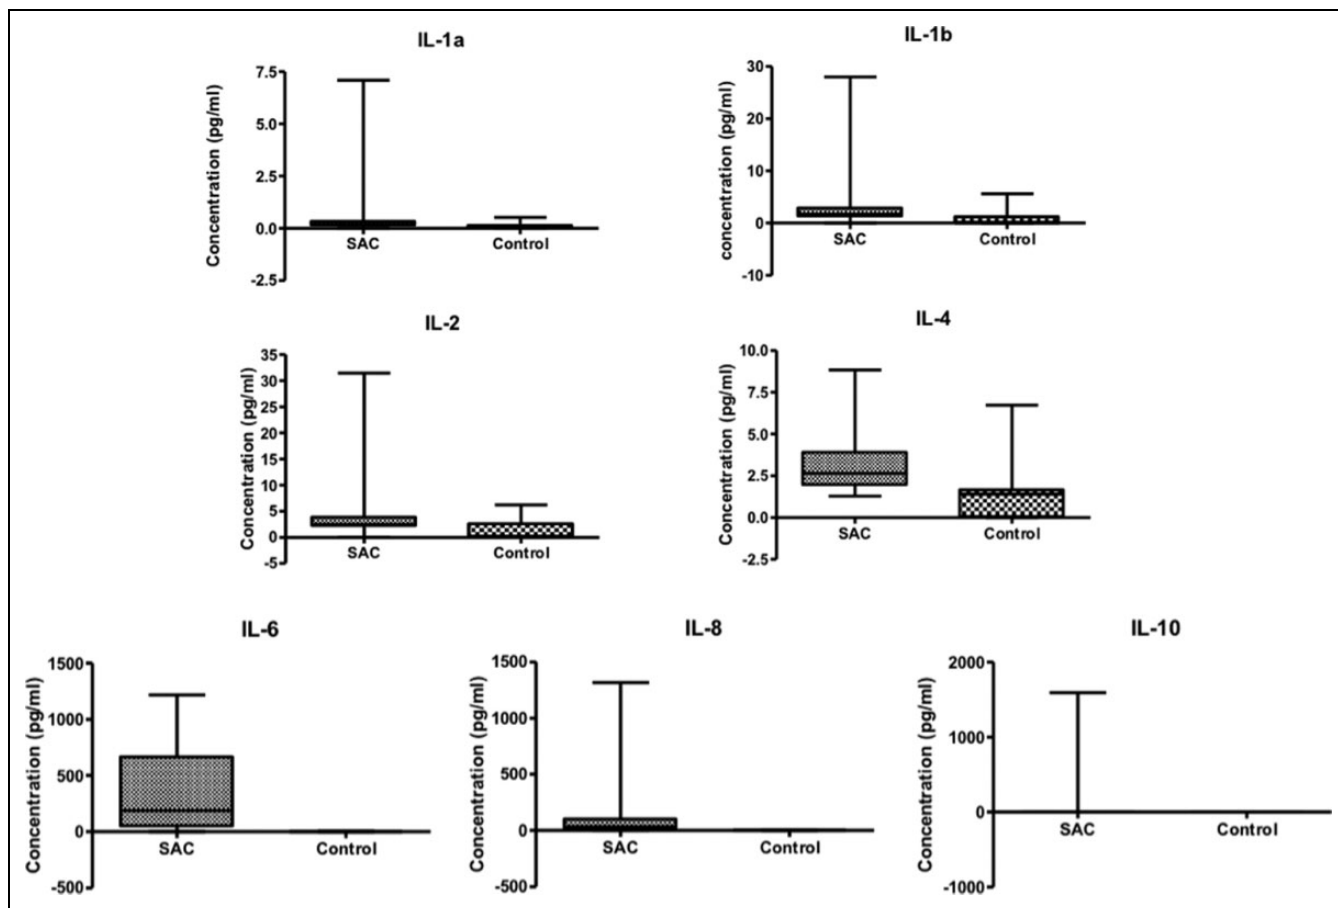 IL-1a
Concentration (pg/ml)
7.5
5.0
2.5
0.0
-2.5
SAC
Control
IL-1b
concentration (pg/ml)
30
20
10
0
-10
SAC
Control
IL-2
Concentration (pg/ml)
35
30
25
20
15
10
5
0
-5
SAC
Control
IL-4
Concentration (pg/ml)
10.0
7.5
5.0
2.5
0.0
-2.5
SAC
Control
IL-6
Concentration (pg/ml)
1500
1000
500
0
-500
SAC
Control
IL-8
Concentration (pg/ml)
1500
1000
500
0
-500
SAC
Control
IL-10
Concentration (pg/ml)
2000
1000
0
-1000
SAC
Control